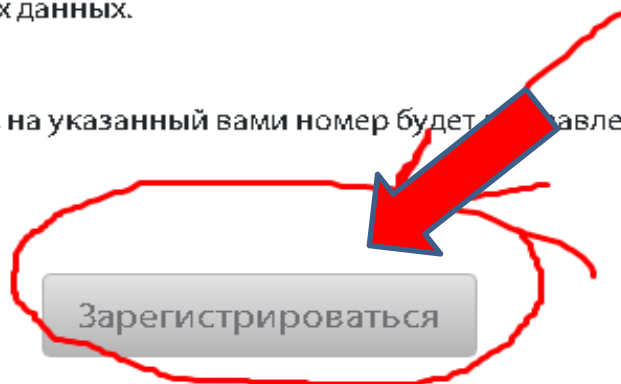 х данных.
на указанный вами номер будет
Зарегистрироваться